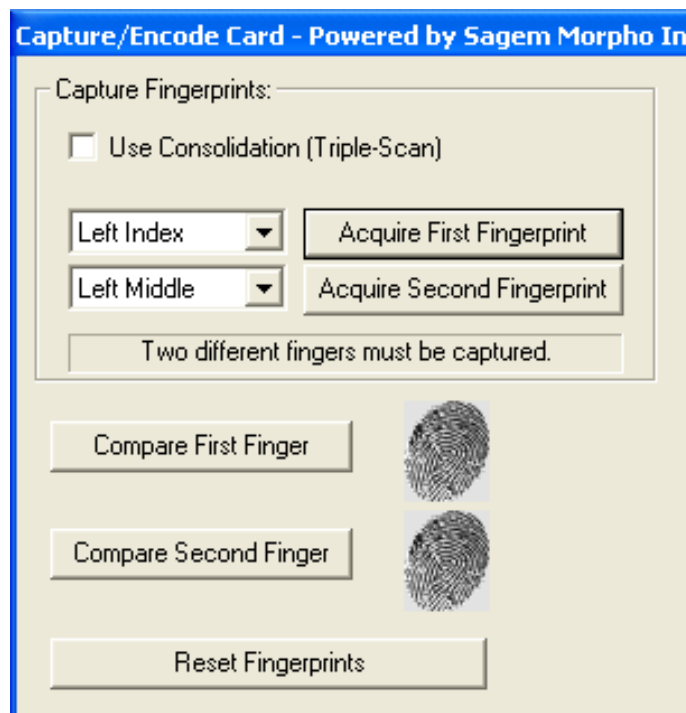 Capture/Encode Card - Powered by Sagem Morpho In
Capture Fingerprints:
Use Consolidation (Triple-Scan)
Left Index
Acquire First Fingerprint
Left Middle
Acquire Second Fingerprint
Two different fingers must be captured.
Compare First Finger
Compare Second Finger
Reset Fingerprints